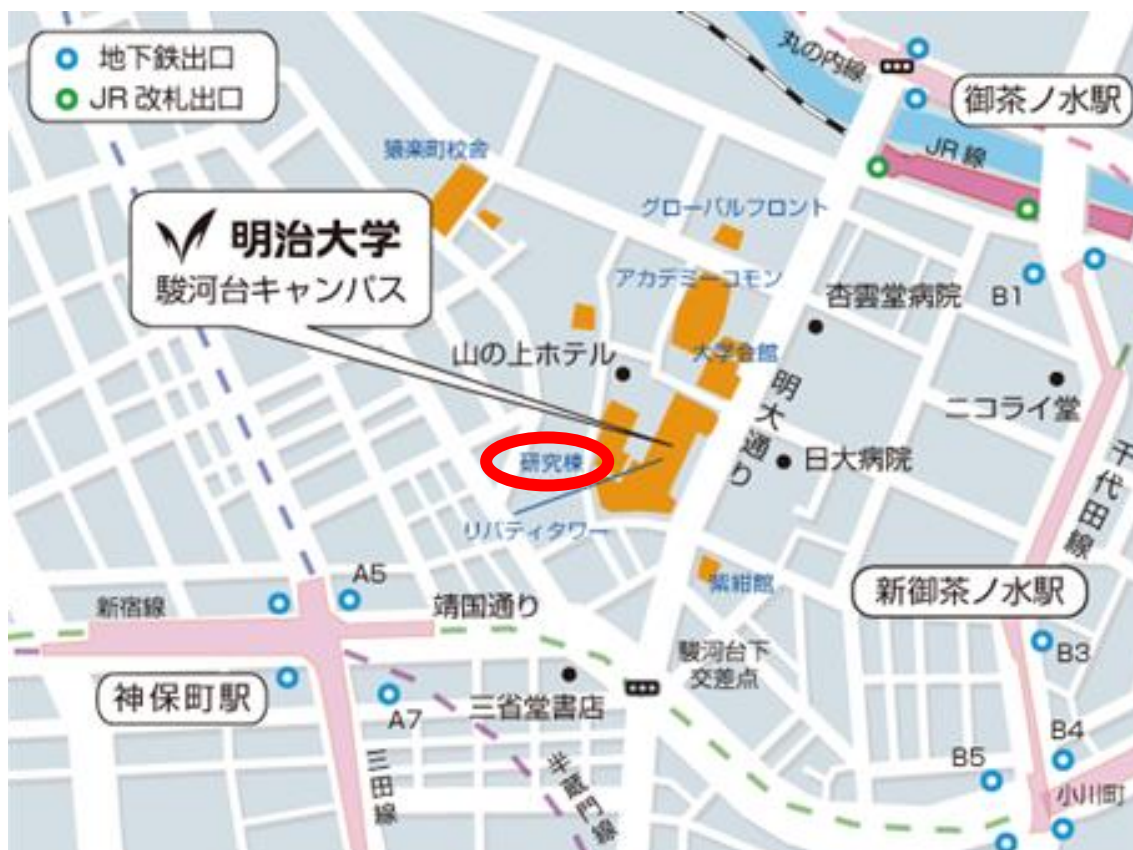 地下鉄出口
JR改札出口
丸の内線
御茶ノ水駅
JR線
猿楽町校舎
グローバルフロント
明治大学
駿河台キャンパス
アカデミーコモン
杏雲堂病院
B1
山の上ホテル
大学会館
明大通り
ニコライ堂
研究棟
日大病院
千代田線
リバティタワー
A5
紫紺館
新御茶ノ水駅
新宿線
靖国通り
駿河台下
交差点
B3
神保町駅
A7
三省堂書店
B4
B5
三田線
半蔵門線
小川町